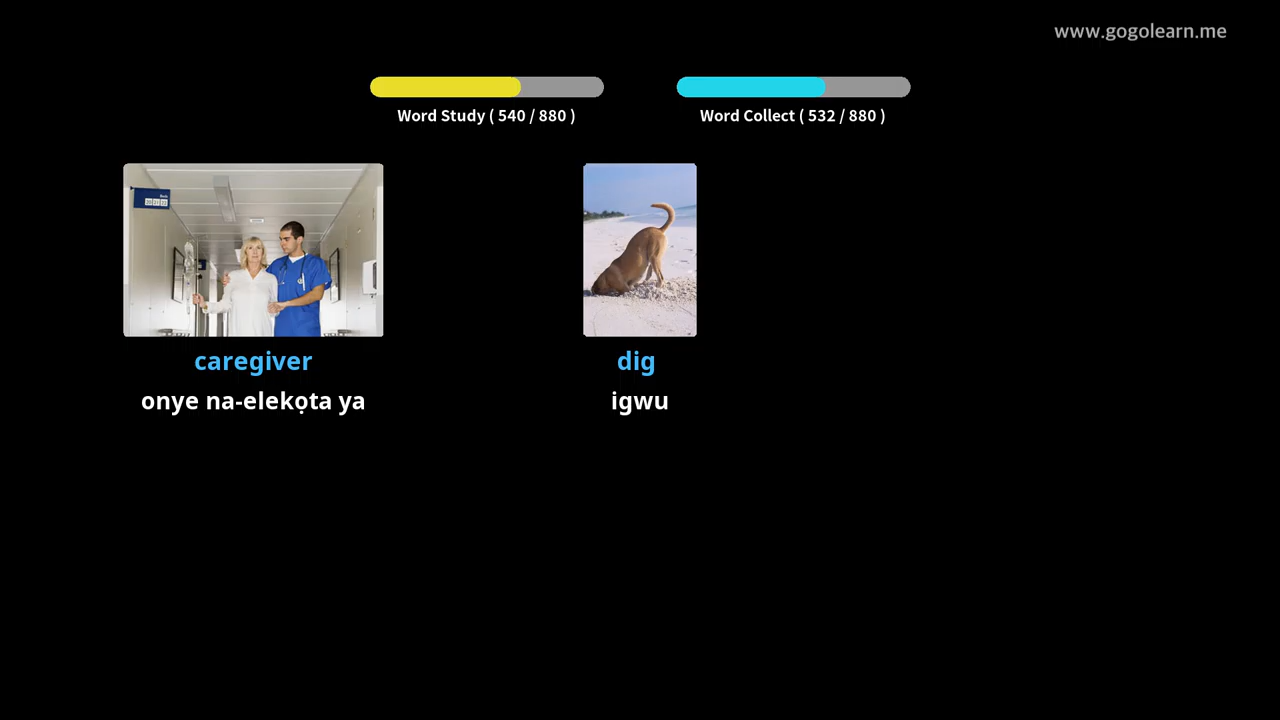 www.gogolearn.me
Word Study ( 540 / 880 )
Word Collect ( 532 / 880 )
caregiver
onye na-elekọta ya
dig
igwu